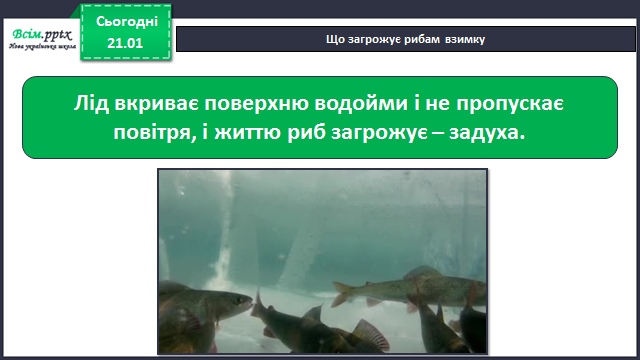 Всім.pptx
Нова українська школа
Сьогодні
21.01
Що загрожує рибам взимку
Лід вкриває поверхню водойми і не пропускає
повітря, і життю риб загрожує – задуха.